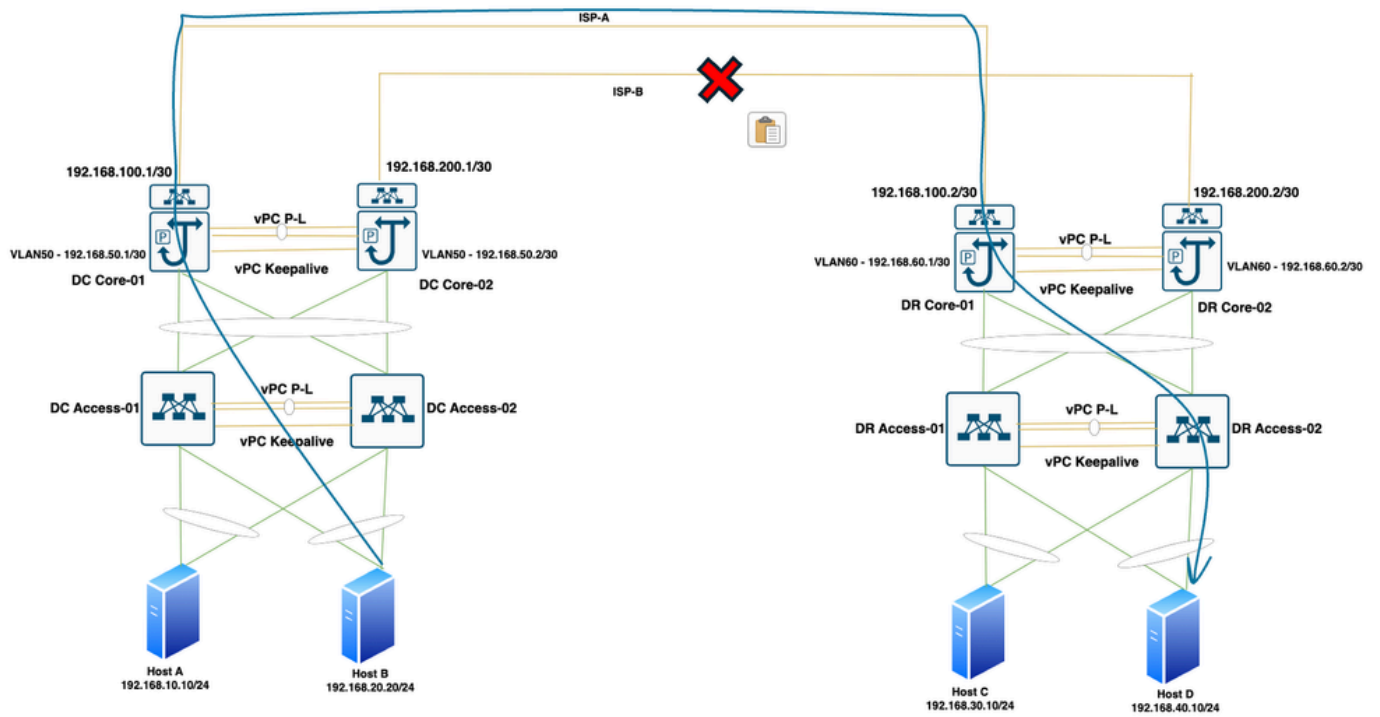 ISP-A
ISP-B
192.168.100.1/30
192.168.200.1/30
192.168.100.2/30
192.168.200.2/30
vPC P-L
P
P
VLAN50 - 192.168.50.1/30
VLAN50 - 192.168.50.2/30
vPC Keepalive
DC Core-01
DC Core-02
vPC P-L
P
P
VLAN60 - 192.168.60.1/30
VLAN60 - 192.168.60.2/30
vPC Keepalive
DR Core-01
DR Core-02
vPC P-L
DC Access-01
DC Access-02
vPC Keepalive
vPC P-L
DR Access-01
DR Access-02
vPC Keepalive
Host A
192.168.10.10/24
Host B
192.168.20.20/24
Host C
192.168.30.10/24
Host D
192.168.40.10/24